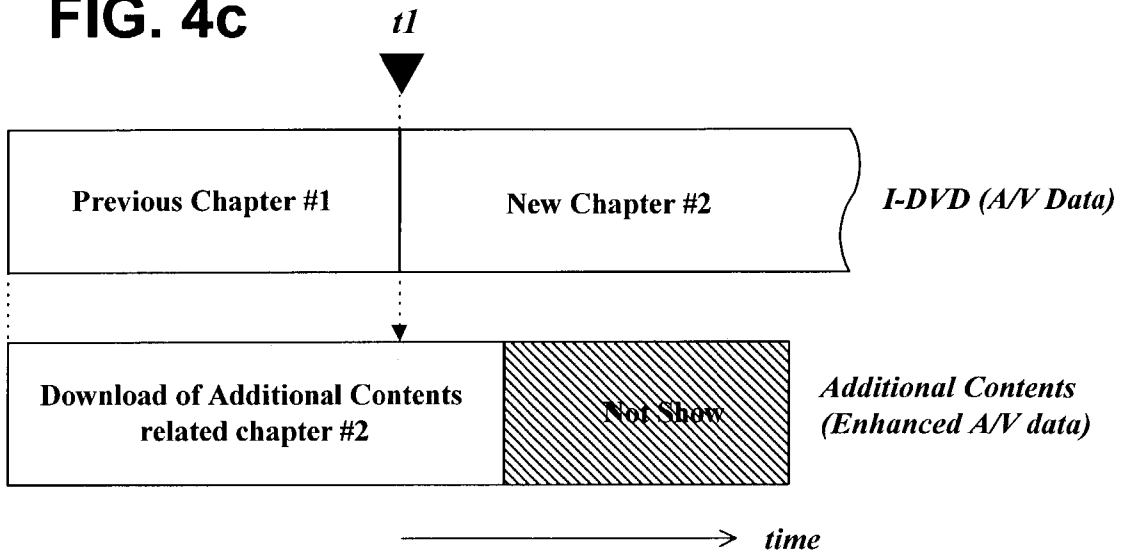 FIG. 4c
t1
Previous Chapter #1
New Chapter #2
I-DVD (A/V Data)
Download of Additional Contents
related chapter #2
Not Show
Additional Contents
(Enhanced A/V data)
time